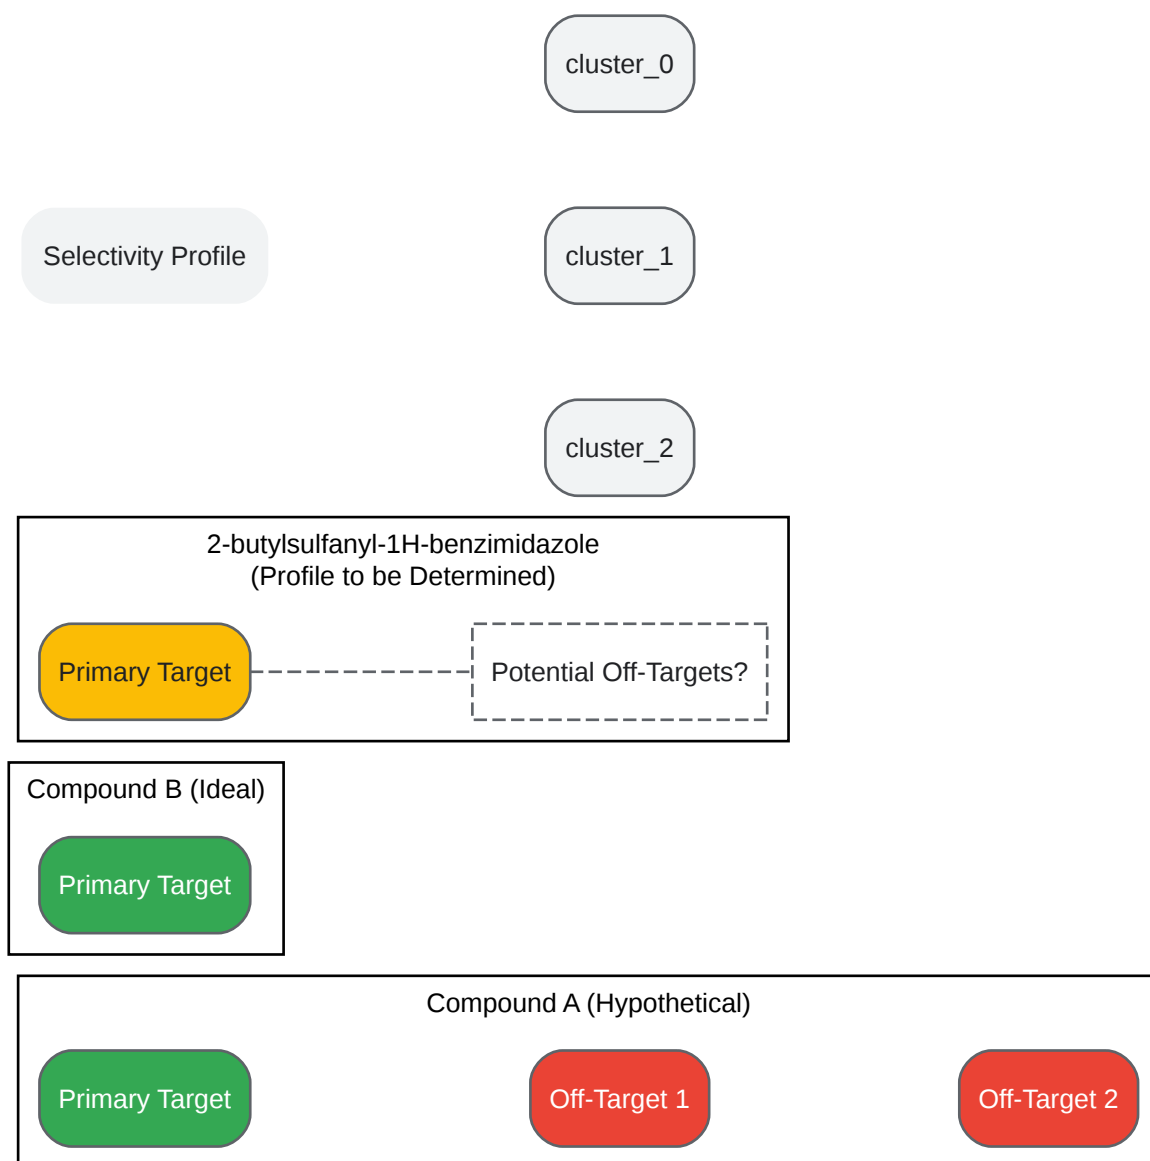 cluster_0
Selectivity Profile
cluster_1
cluster_2
2-butylsulfanyl-1H-benzimidazole
(Profile to be Determined)
Primary Target
Potential Off-Targets?
Compound B (Ideal)
Primary Target
Compound A (Hypothetical)
Primary Target
Off-Target 1
Off-Target 2